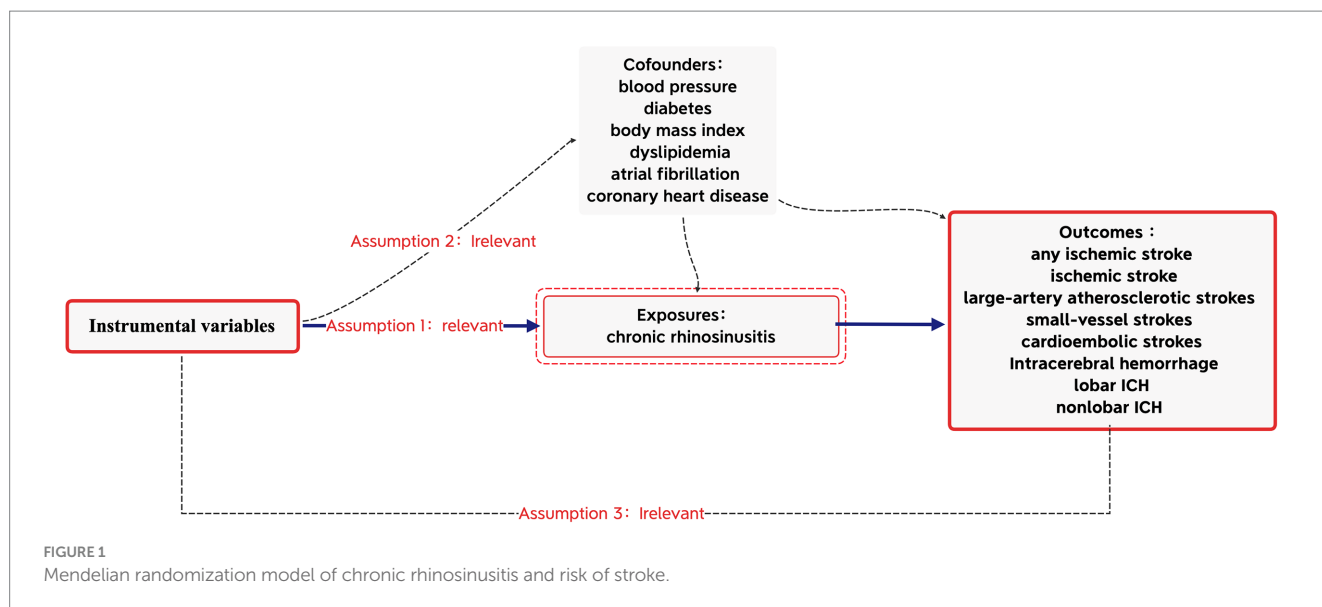 Cofounders:
blood pressure
diabetes
body mass index
dyslipidemia
atrial fibrillation
coronary heart disease
Assumption 2: Irelevant
Instrumental variables
Assumption 1: relevant
Exposures:
chronic rhinosinusitis
Outcomes :
any ischemic stroke
ischemic stroke
large-artery atherosclerotic strokes
small-vessel strokes
cardioembolic strokes
Intracerebral hemorrhage
lobar ICH
nonlobar ICH
Assumption 3: Irelevant
FIGURE 1
Mendelian randomization model of chronic rhinosinusitis and risk of stroke.